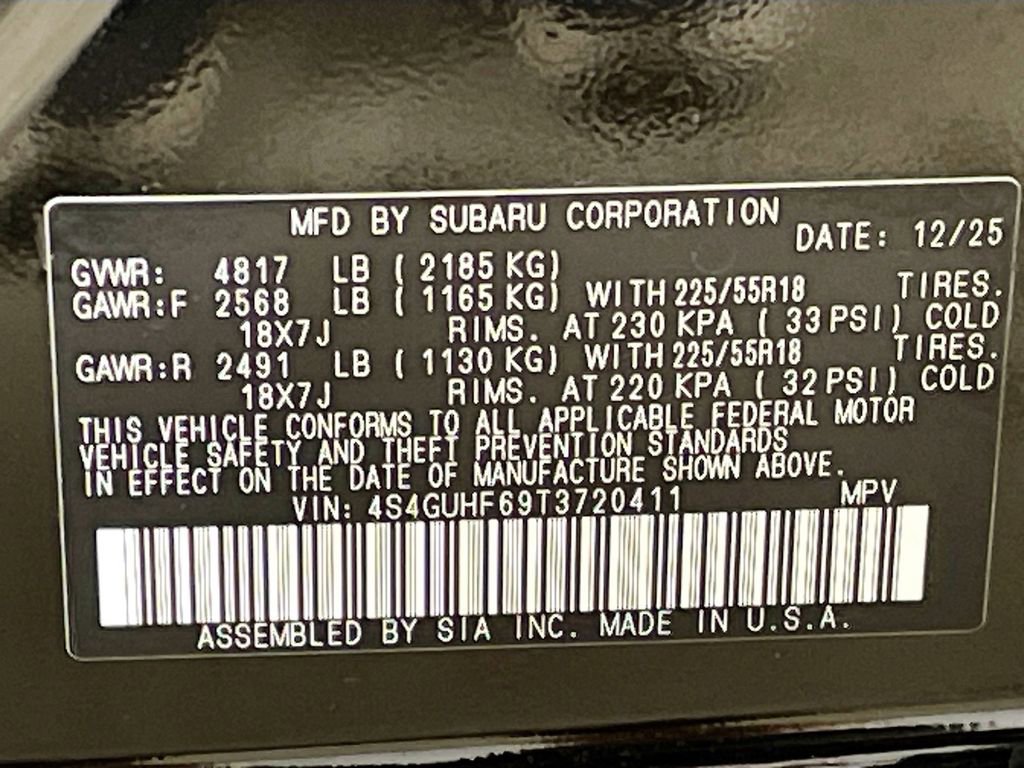 MFD BY SUBARU CORPORATION
DATE: 12/25
GVWR: 4817 LB ( 2185 KG)
GAWR:F 2568 LB ( 1165 KG) WITH 225/55R18 TIRES.
18X7J RIMS. AT 230 KPA ( 33 PSI) COLD
GAWR:R 2491 LB ( 1130 KG) WITH 225/55R18 TIRES.
18X7J RIMS. AT 220 KPA ( 32 PSI) COLD
THIS VEHICLE CONFORMS TO ALL APPLICABLE FEDERAL MOTOR
VEHICLE SAFETY AND THEFT PREVENTION STANDARDS
IN EFFECT ON THE DATE OF MANUFACTURE SHOWN ABOVE.
VIN: 4S4GUHF69T3720411 MPV
ASSEMBLED BY SIA INC. MADE IN U.S.A.